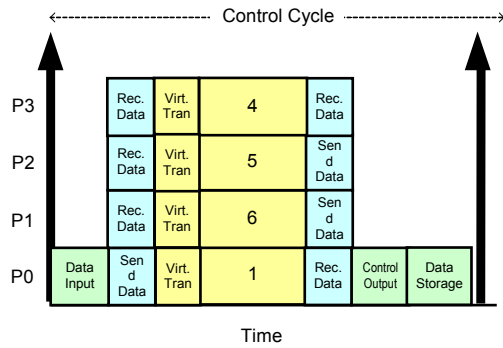 Control Cycle
P3
Rec.
Data
Virt.
Tran
4
Rec.
Data
P2
Rec.
Data
Virt.
Tran
5
Sen
d
Data
P1
Rec.
Data
Virt.
Tran
6
Sen
d
Data
P0
Data
Input
Sen
d
Data
Virt.
Tran
1
Rec.
Data
Control
Output
Data
Storage
Time